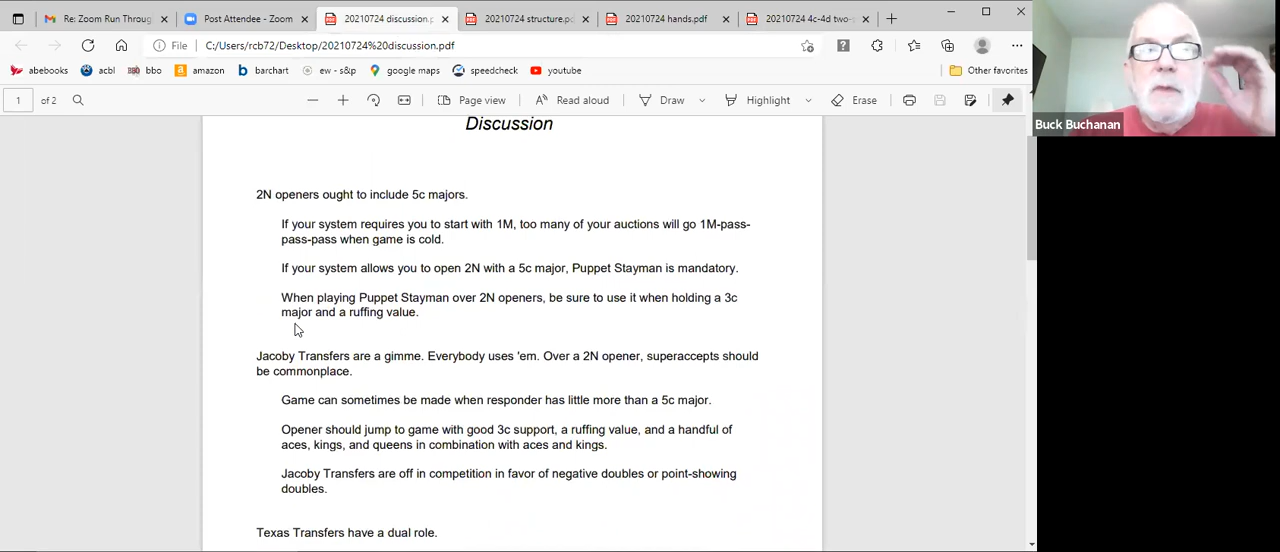 Re: Zoom Run Throug
Post Attendee - Zoom
20210724 discussion.p
20210724 structure.p
20210724 hands.pdf
20210724 4c-4d two-
File
C:/Users/rcb72/Desktop/20210724%20discussion.pdf
abebooks
acbl
bbo
amazon
barchart
ew - s&p
google maps
speedcheck
youtube
Other favorites
1
of 2
Page view
Read aloud
Draw
Highlight
Erase
Buck Buchanan
Discussion
2N openers ought to include 5c majors.
If your system requires you to start with 1M, too many of your auctions will go 1M-pass-
pass-pass when game is cold.
If your system allows you to open 2N with a 5c major, Puppet Stayman is mandatory.
When playing Puppet Stayman over 2N openers, be sure to use it when holding a 3c
major and a ruffing value.
Jacoby Transfers are a gimme. Everybody uses 'em. Over a 2N opener, superaccepts should
be commonplace.
Game can sometimes be made when responder has little more than a 5c major.
Opener should jump to game with good 3c support, a ruffing value, and a handful of
aces, kings, and queens in combination with aces and kings.
Jacoby Transfers are off in competition in favor of negative doubles or point-showing
doubles.
Texas Transfers have a dual role.